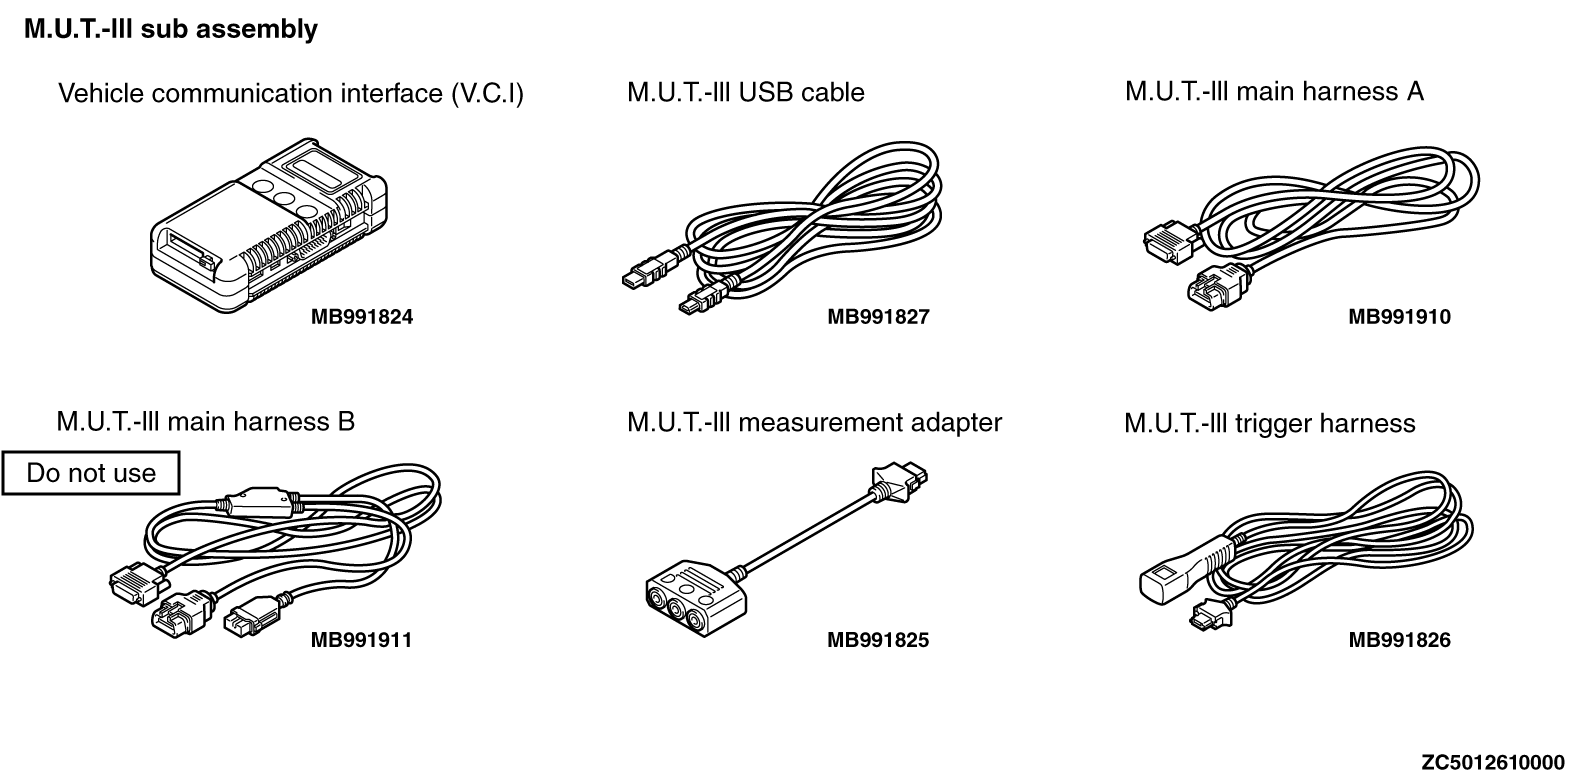 M.U.T.-III sub assembly
Vehicle communication interface (V.C.I)
M.U.T.-III USB cable
M.U.T.-III main harness A
MB991824
MB991827
MB991910
M.U.T.-III main harness B
M.U.T.-III measurement adapter
M.U.T.-III trigger harness
Do not use
MB991911
MB991825
MB991826
ZC5012610000